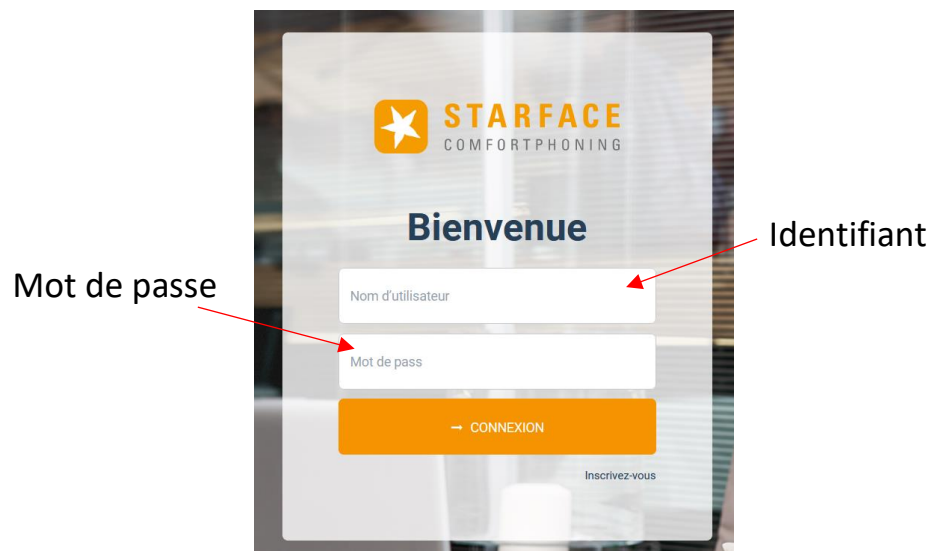 STARFACE
COMFORTPHONING
Bienvenue
Identifiant
Mot de passe
Nom d'utilisateur
Mot de pass
→ CONNEXION
Inscrivez-vous